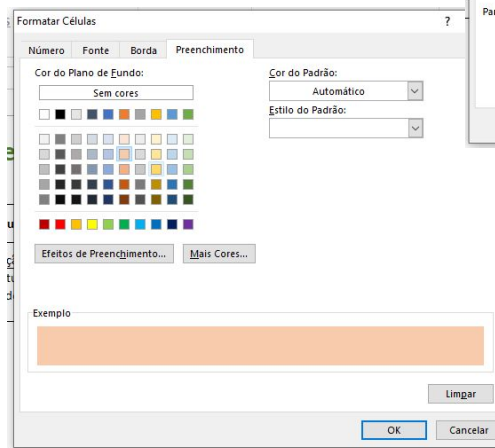 Formatar Células
?
Par
Número
Fonte
Borda
Preenchimento
Cor do Plano de Fundo:
Sem cores
Cor do Padrão:
Automático
Estilo do Padrão:
Efeitos de Preenchimento...
Mais Cores...
Exemplo
Limpar
OK
Cancelar